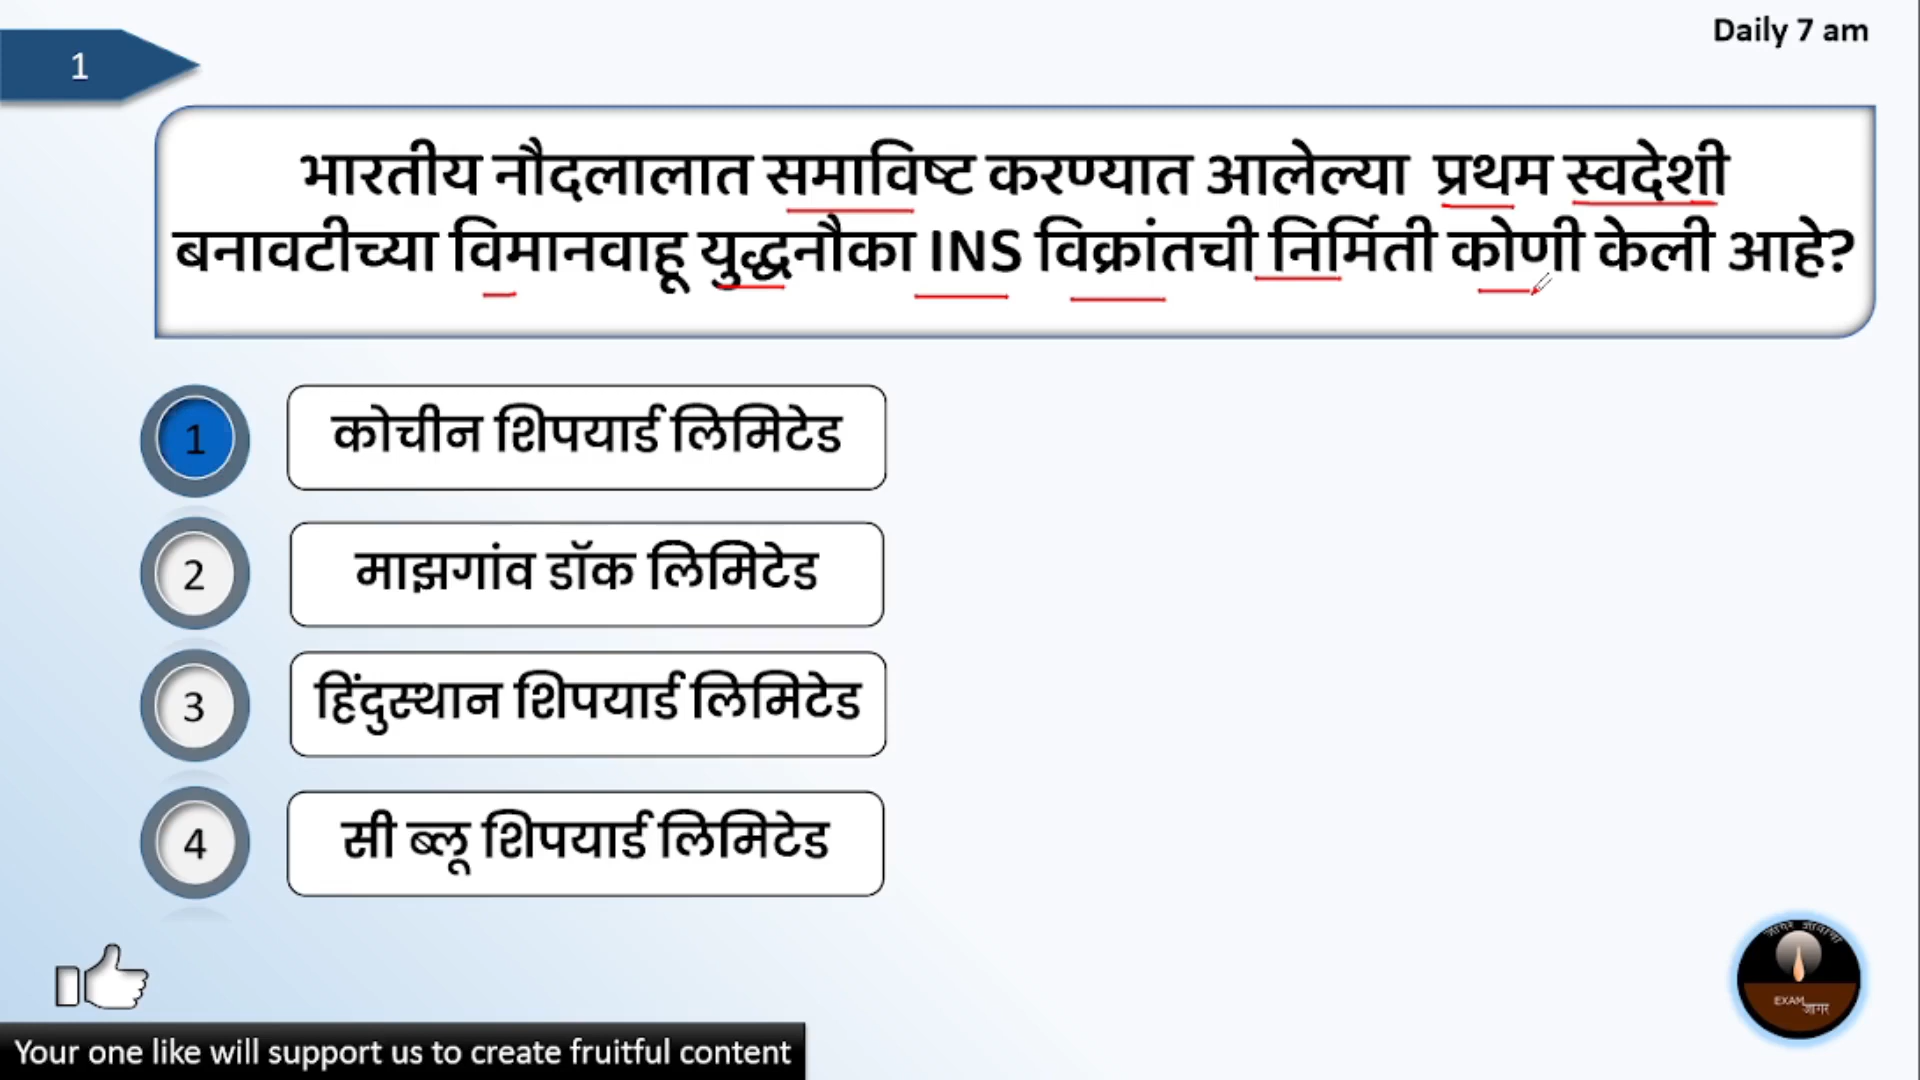 Daily 7 am
1
भारतीय नौदलालात समाविष्ट करण्यात आलेल्या प्रथम स्वदेशी
बनावटीच्या विमानवाहू युद्धनौका INS विक्रांतची निर्मिती कोणी केली आहे?
1
कोचीन शिपयार्ड लिमिटेड
2
माझगांव डॉक लिमिटेड
3
हिंदुस्थान शिपयार्ड लिमिटेड
4
सी ब्लू शिपयार्ड लिमिटेड
EXAM
जागर
Your one like will support us to create fruitful content